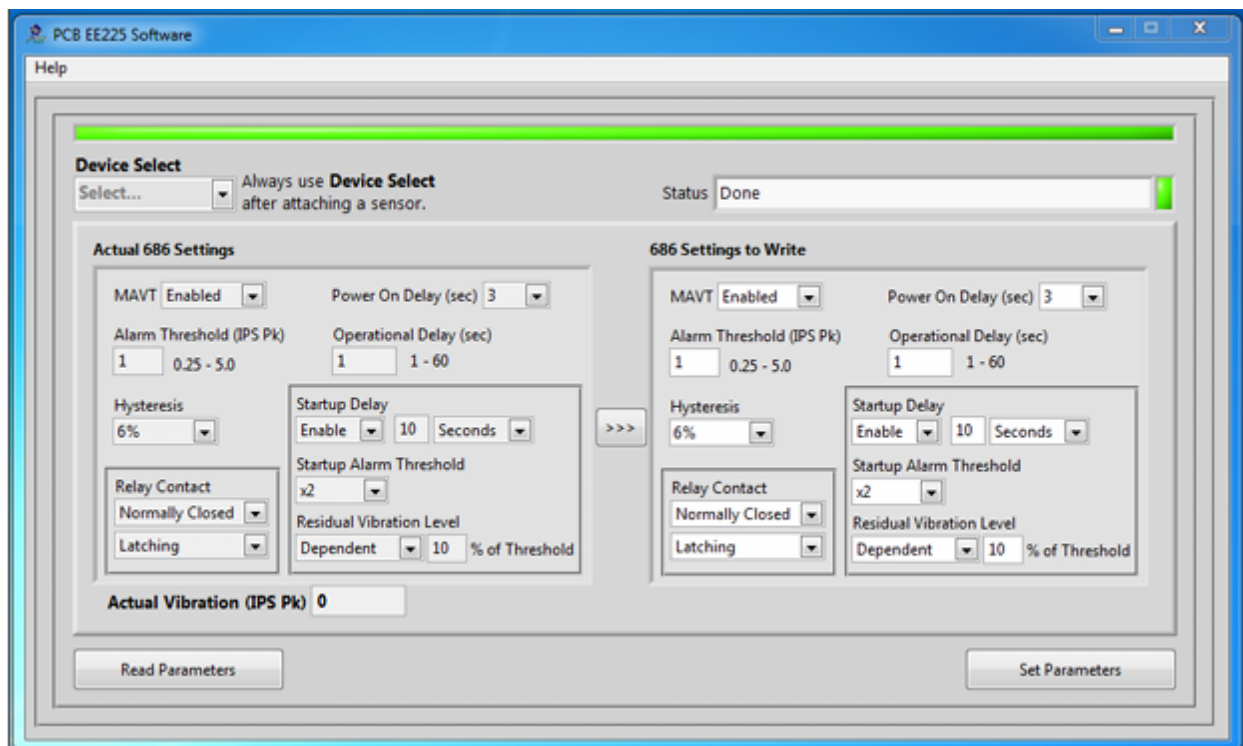 PCB EE225 Software
Help
Device Select
Select...
Always use Device Select
after attaching a sensor.
Status Done
Actual 686 Settings
MAVT Enabled Power On Delay (sec) 3
Alarm Threshold (IPS Pk) Operational Delay (sec)
1 0.25 - 5.0 1 1 - 60
Hysteresis
6%
Startup Delay
Enable 10 Seconds
Startup Alarm Threshold
x2
Residual Vibration Level
Dependent 10 % of Threshold
Relay Contact
Normally Closed
Latching
Actual Vibration (IPS Pk) 0
>>>
686 Settings to Write
MAVT Enabled Power On Delay (sec) 3
Alarm Threshold (IPS Pk) Operational Delay (sec)
1 0.25 - 5.0 1 1 - 60
Hysteresis
6%
Startup Delay
Enable 10 Seconds
Startup Alarm Threshold
x2
Residual Vibration Level
Dependent 10 % of Threshold
Relay Contact
Normally Closed
Latching
Read Parameters
Set Parameters